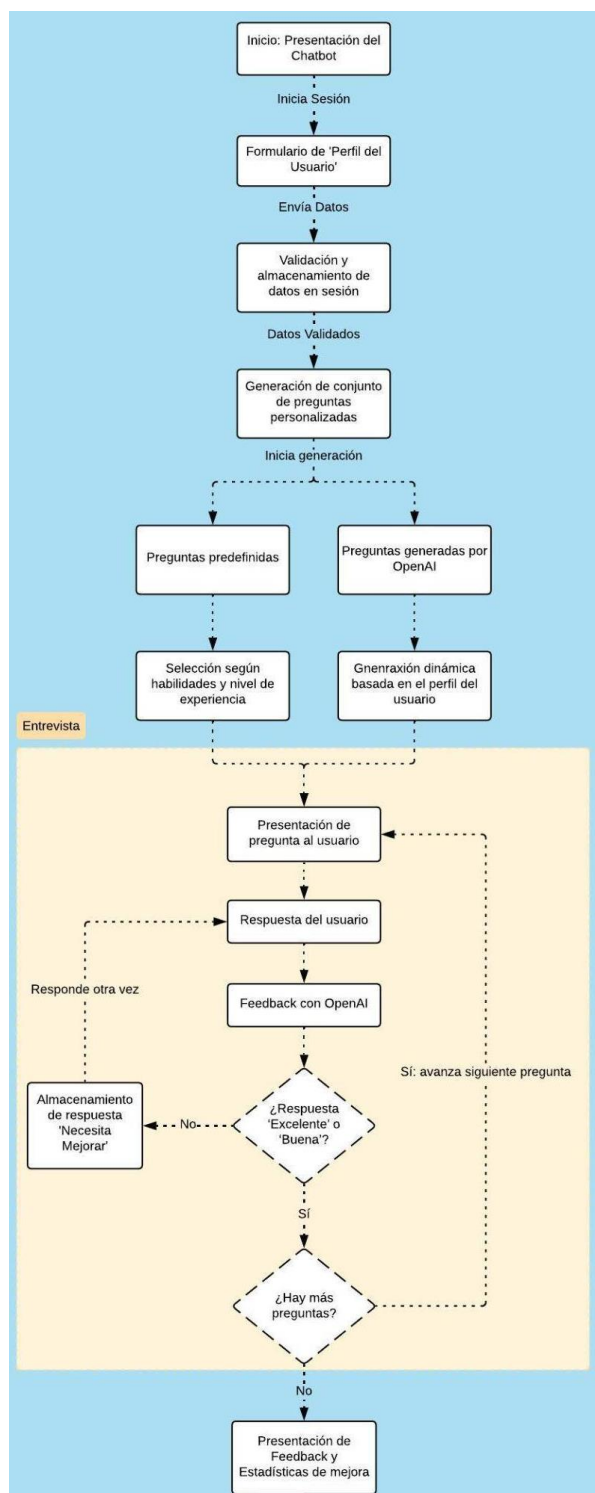 Inicio: Presentación del
Chatbot
Inicia Sesión
Formulario de 'Perfil del
Usuario'
Envía Datos
Validación y
almacenamiento de
datos en sesión
Datos Validados
Generación de conjunto
de preguntas
personalizadas
Inicia generación
Preguntas predefinidas
Preguntas generadas por
OpenAI
Selección según
habilidades y nivel de
experiencia
Gnenraxión dinámica
basada en el perfil del
usuario
Entrevista
Presentación de
pregunta al usuario
Respuesta del usuario
Responde otra vez
Feedback con OpenAI
Sí: avanza siguiente pregunta
Almacenamiento
de respuesta
'Necesita
Mejorar'
No
¿Respuesta
'Excelente' o
'Buena'?
Sí
¿Hay más
preguntas?
No
Presentación de
Feedback y
Estadísticas de mejora